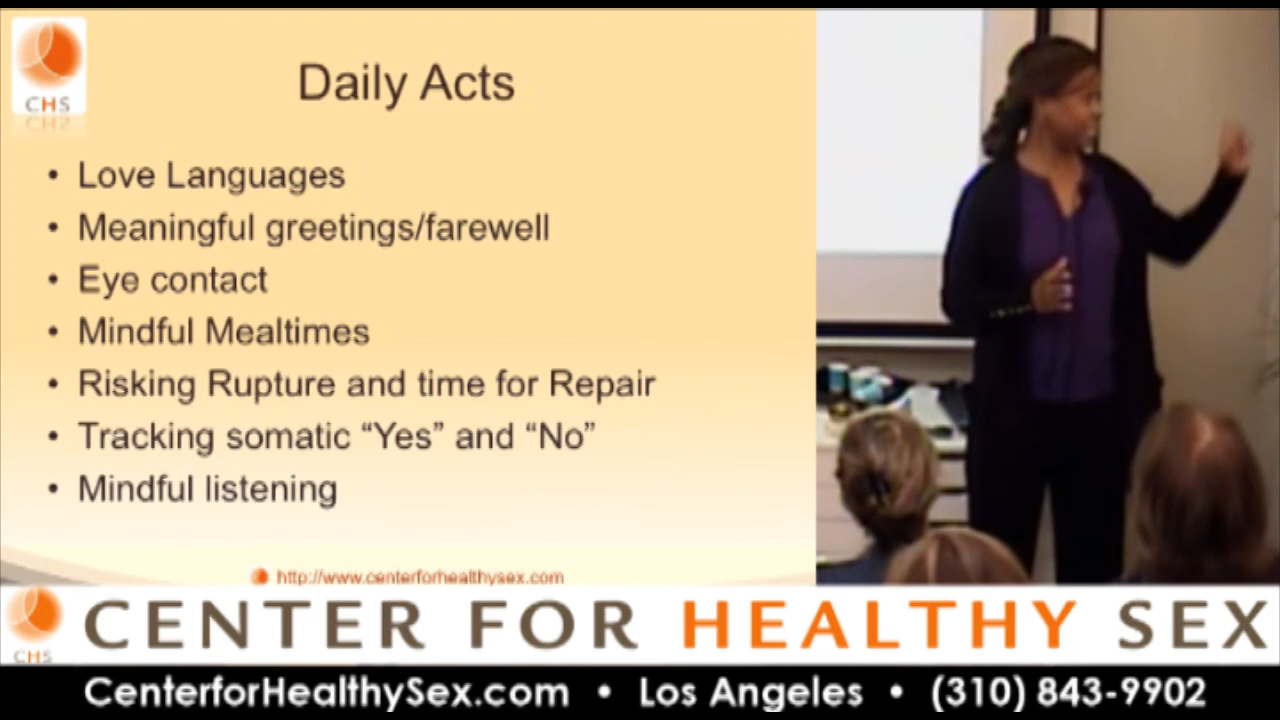 CHS
Daily Acts
• Love Languages
• Meaningful greetings/farewell
• Eye contact
• Mindful Mealtimes
• Risking Rupture and time for Repair
• Tracking somatic “Yes” and “No”
• Mindful listening
http://www.centerforhealthysex.com
CHS
CENTER FOR HEALTHY SEX
CenterforHealthySex.com • Los Angeles • (310) 843-9902